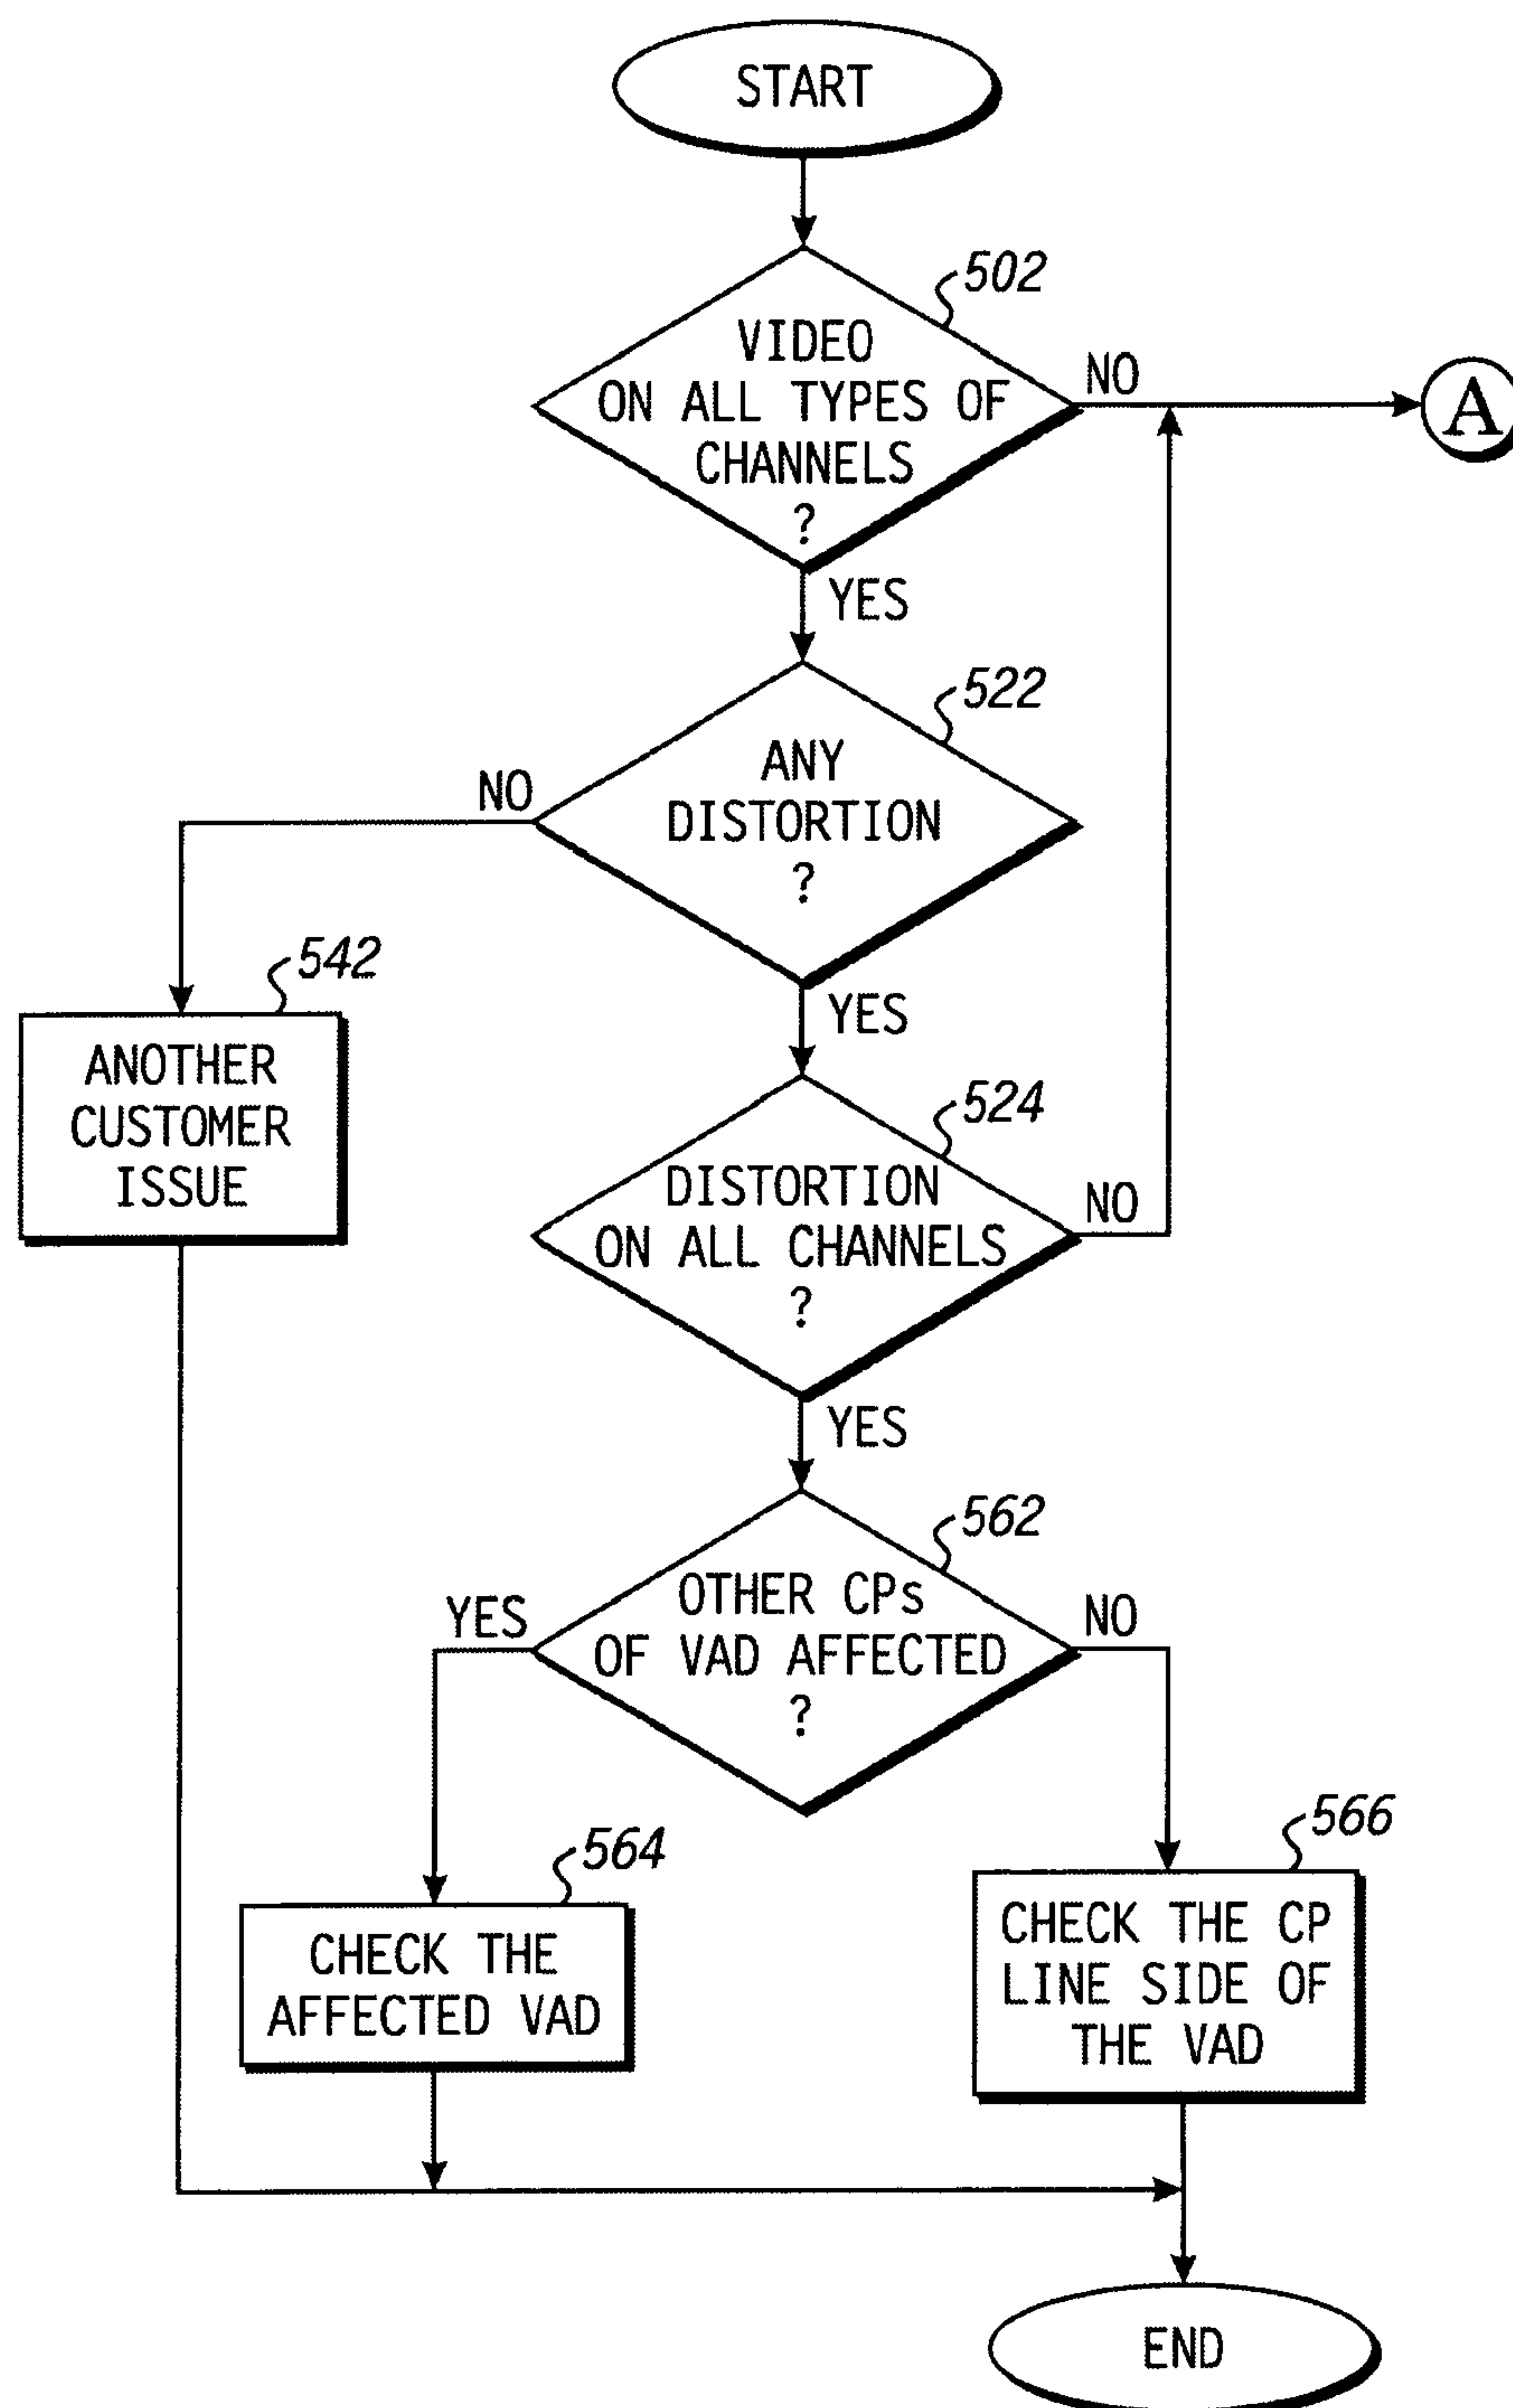 START
502
VIDEO
ON ALL TYPES OF
CHANNELS
?
NO
A
YES
522
ANY
DISTORTION
?
NO
YES
542
ANOTHER
CUSTOMER
ISSUE
524
DISTORTION
ON ALL CHANNELS
?
NO
YES
562
OTHER CPs
OF VAD AFFECTED
?
YES
NO
564
CHECK THE
AFFECTED VAD
566
CHECK THE CP
LINE SIDE OF
THE VAD
END